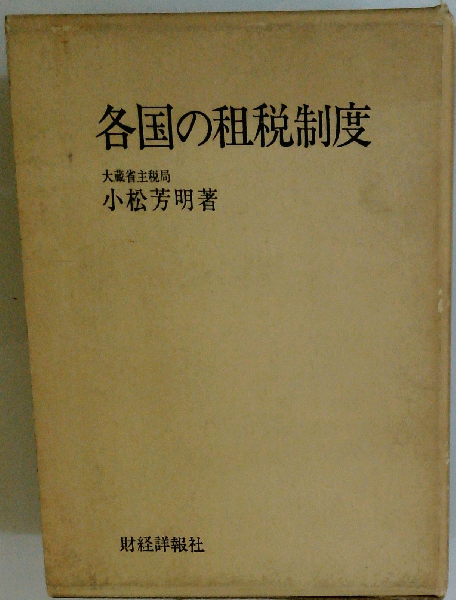 各国の租税制度
大蔵省主税局
小松芳明著
財経詳報社